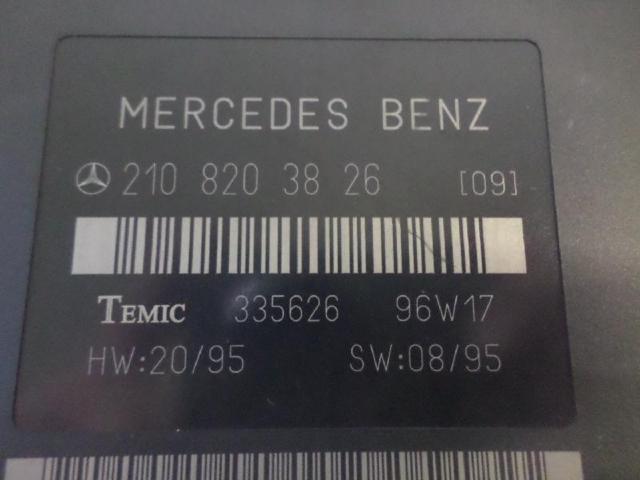 MERCEDES BENZ
210 820 38 26 [09]
TEMIC 335626 96W17
HW:20/95 SW:08/95